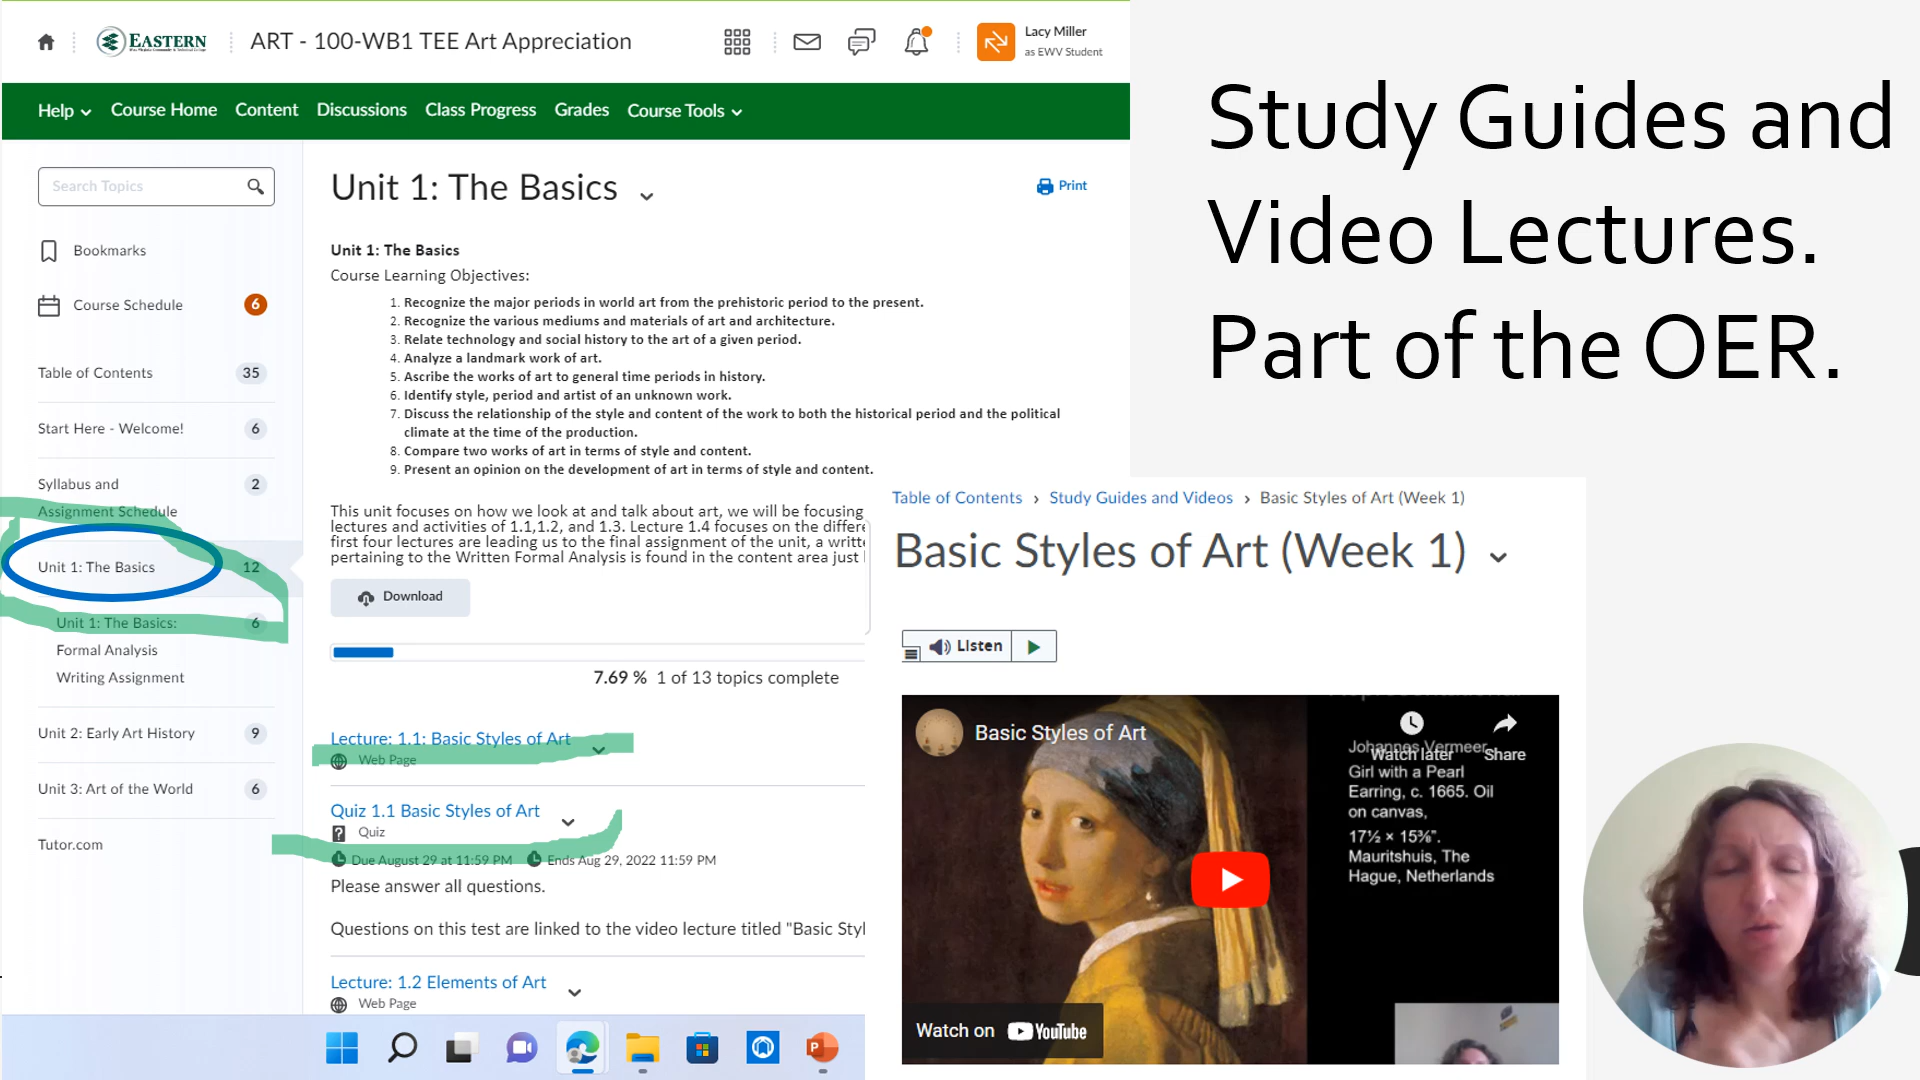 EASTERN
ART - 100-WB1 TEE Art Appreciation
Lacy Miller
as EWV Student
Help
Course Home
Content
Discussions
Class Progress
Grades
Course Tools
Search Topics
Bookmarks
Course Schedule
6
Table of Contents
35
Start Here - Welcome!
6
Syllabus and
2
Assignment Schedule
Unit 1: The Basics
12
Unit 1: The Basics:
6
Formal Analysis
Writing Assignment
Unit 2: Early Art History
9
Unit 3: Art of the World
6
Tutor.com
Unit 1: The Basics
Print
Unit 1: The Basics
Course Learning Objectives:
1. Recognize the major periods in world art from the prehistoric period to the present.
2. Recognize the various mediums and materials of art and architecture.
3. Relate technology and social history to the art of a given period.
4. Analyze a landmark work of art.
5. Ascribe the works of art to general time periods in history.
6. Identify style, period and artist of an unknown work.
7. Discuss the relationship of the style and content of the work to both the historical period and the political
climate at the time of the production.
8. Compare two works of art in terms of style and content.
9. Present an opinion on the development of art in terms of style and content.
This unit focuses on how we look at and talk about art, we will be focusing
lectures and activities of 1.1,1.2, and 1.3. Lecture 1.4 focuses on the differe
first four lectures are leading us to the final assignment of the unit, a writte
pertaining to the Written Formal Analysis is found in the content area just
Download
7.69 % 1 of 13 topics complete
Lecture: 1.1: Basic Styles of Art
Web Page
Quiz 1.1 Basic Styles of Art
Quiz
Due August 29 at 11:59 PM Ends Aug 29, 2022 11:59 PM
Please answer all questions.
Questions on this test are linked to the video lecture titled "Basic Styl
Lecture: 1.2 Elements of Art
Web Page
Study Guides and
Video Lectures.
Part of the OER.
Table of Contents › Study Guides and Videos › Basic Styles of Art (Week 1)
Basic Styles of Art (Week 1)
Listen
Basic Styles of Art
Watch later
Share
Johannes Vermeer,
Girl with a Pearl
Earring, c. 1665. Oil
on canvas,
17½ × 15⅜".
Mauritshuis, The
Hague, Netherlands
Watch on YouTube